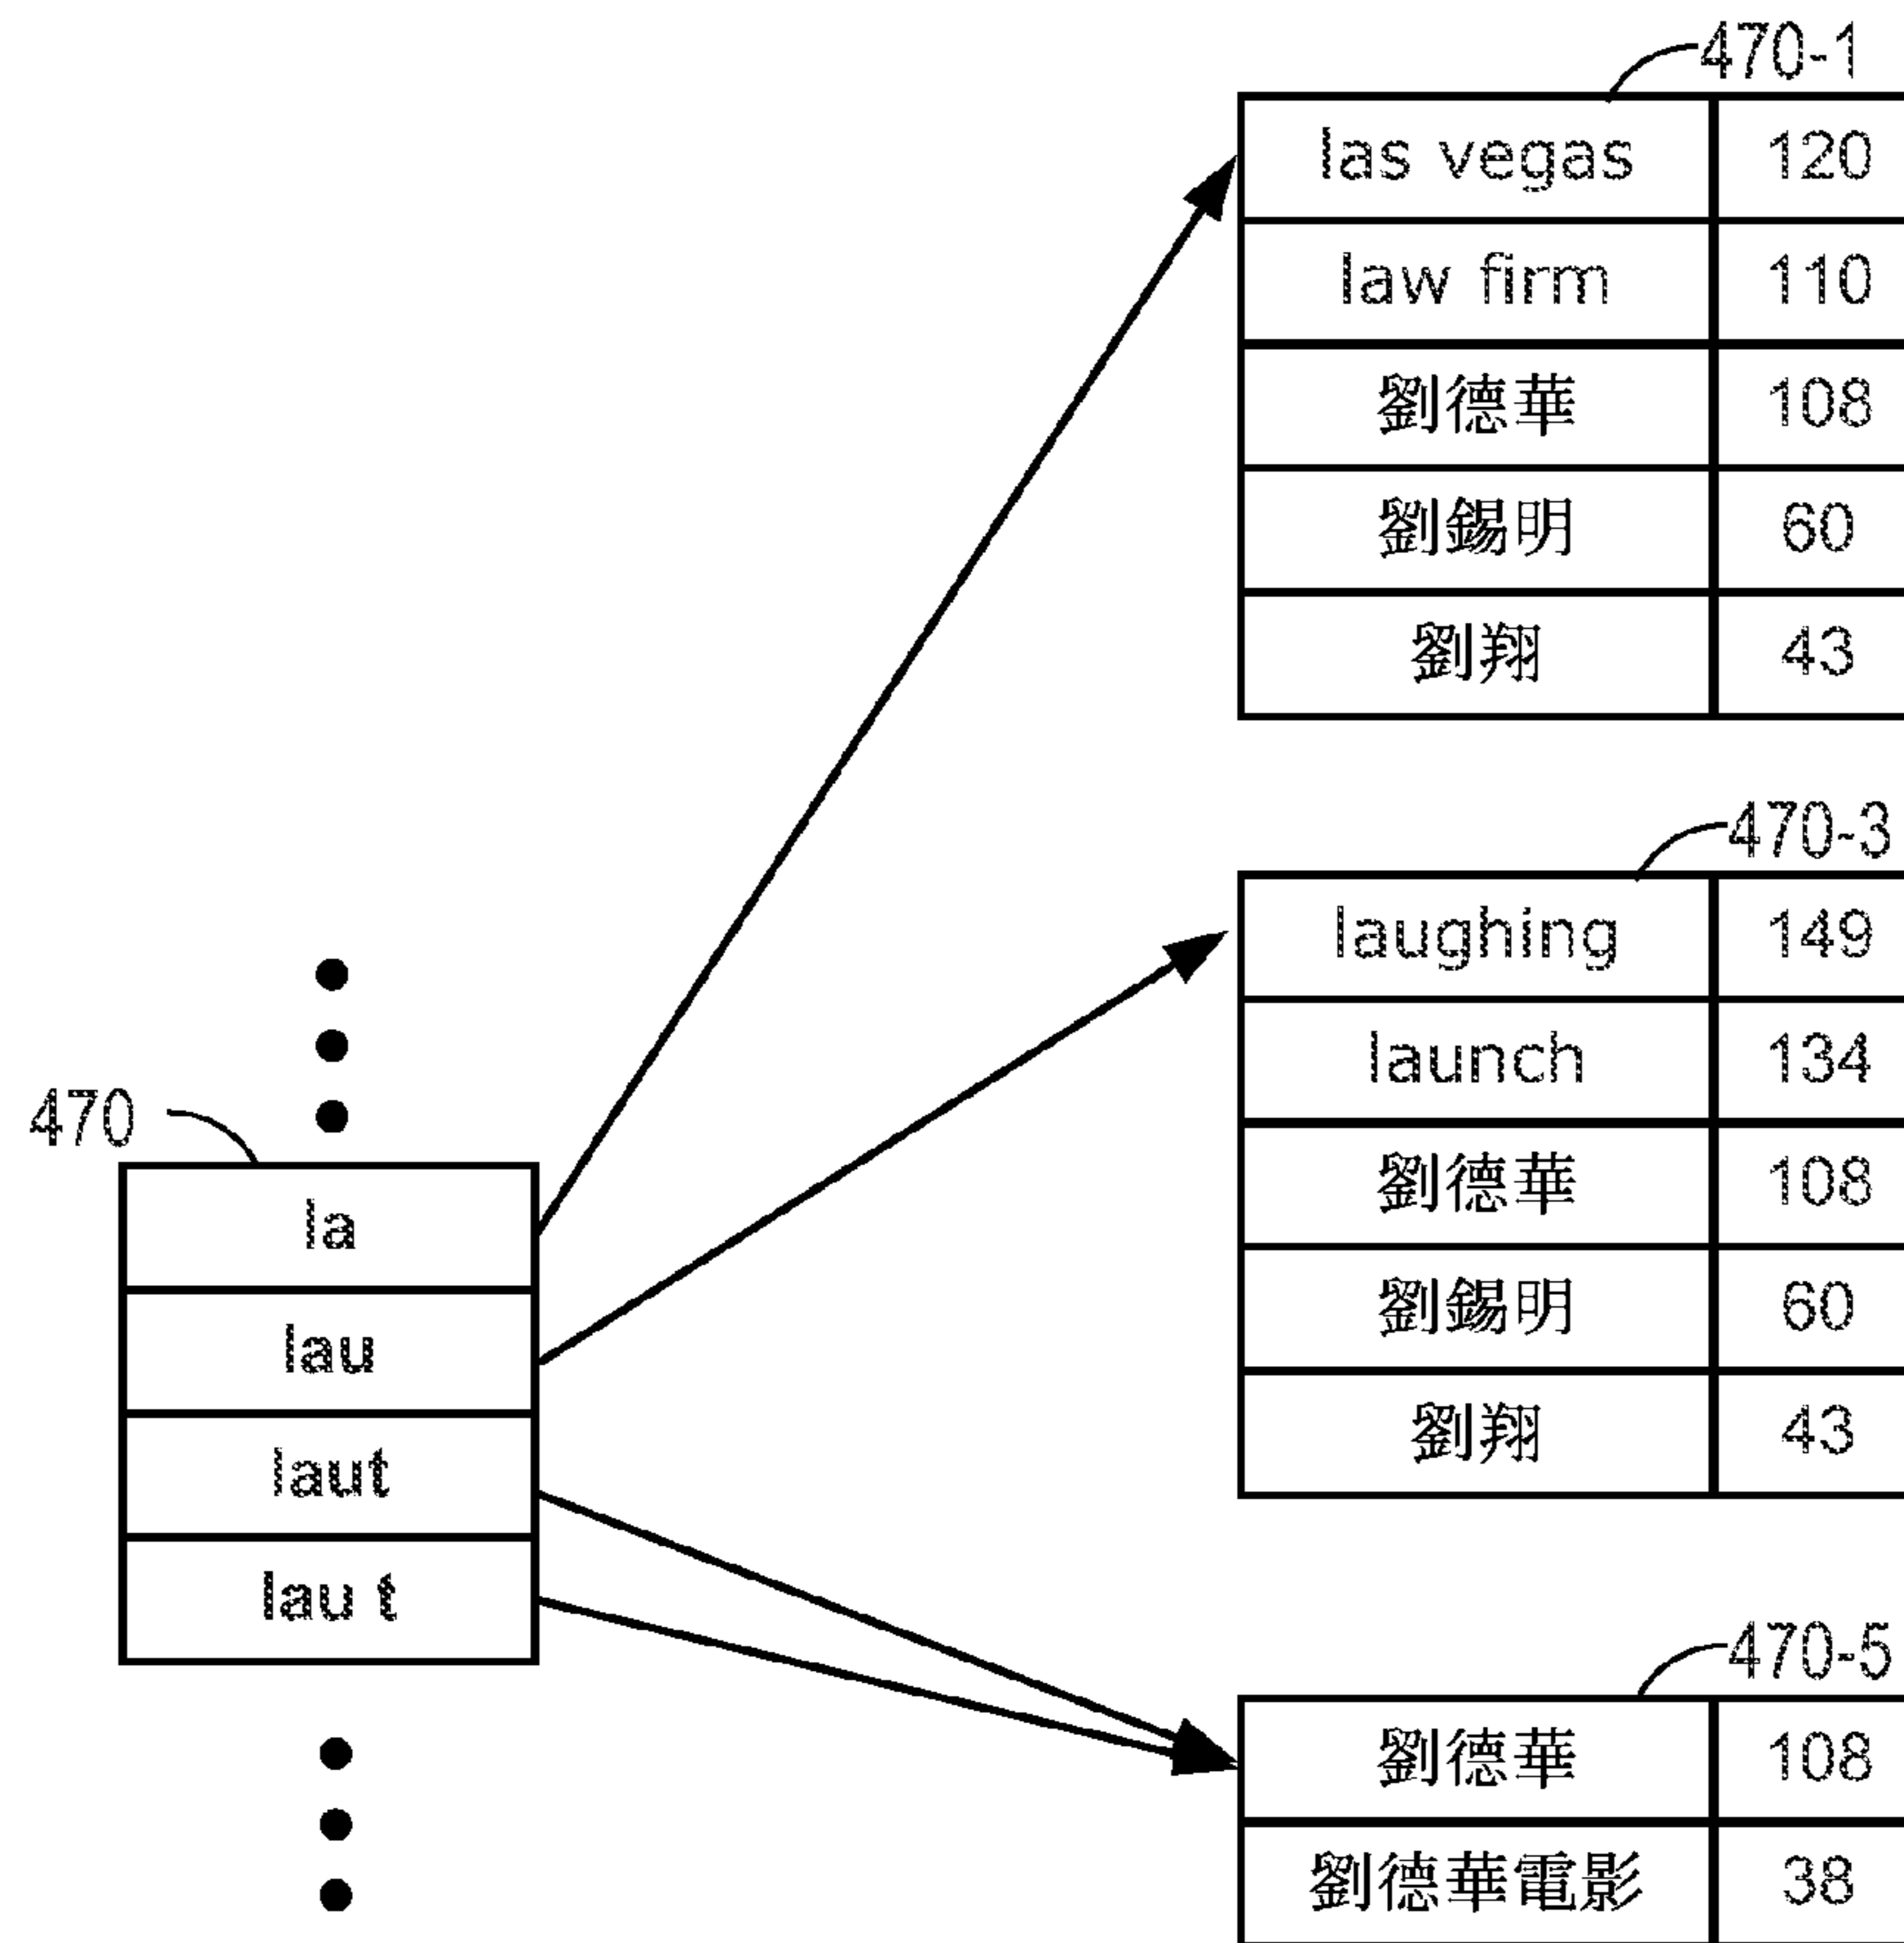 470-1
las vegas 120
law firm 110
劉德華 108
劉錫明 60
劉翔 43
470-3
laughing 149
launch 134
劉德華 108
劉錫明 60
劉翔 43
470
la
lau
laut
lau t
470-5
劉德華 108
劉德華電影 38